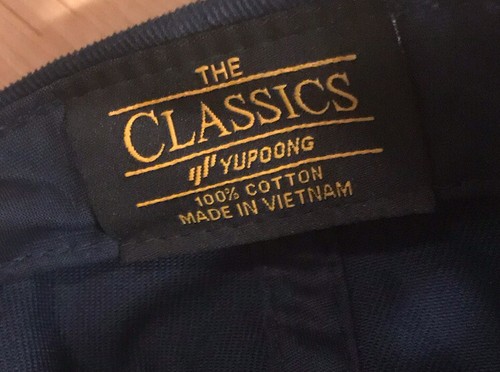 THE
CLASSICS
YUPOONG
100% COTTON
MADE IN VIETNAM